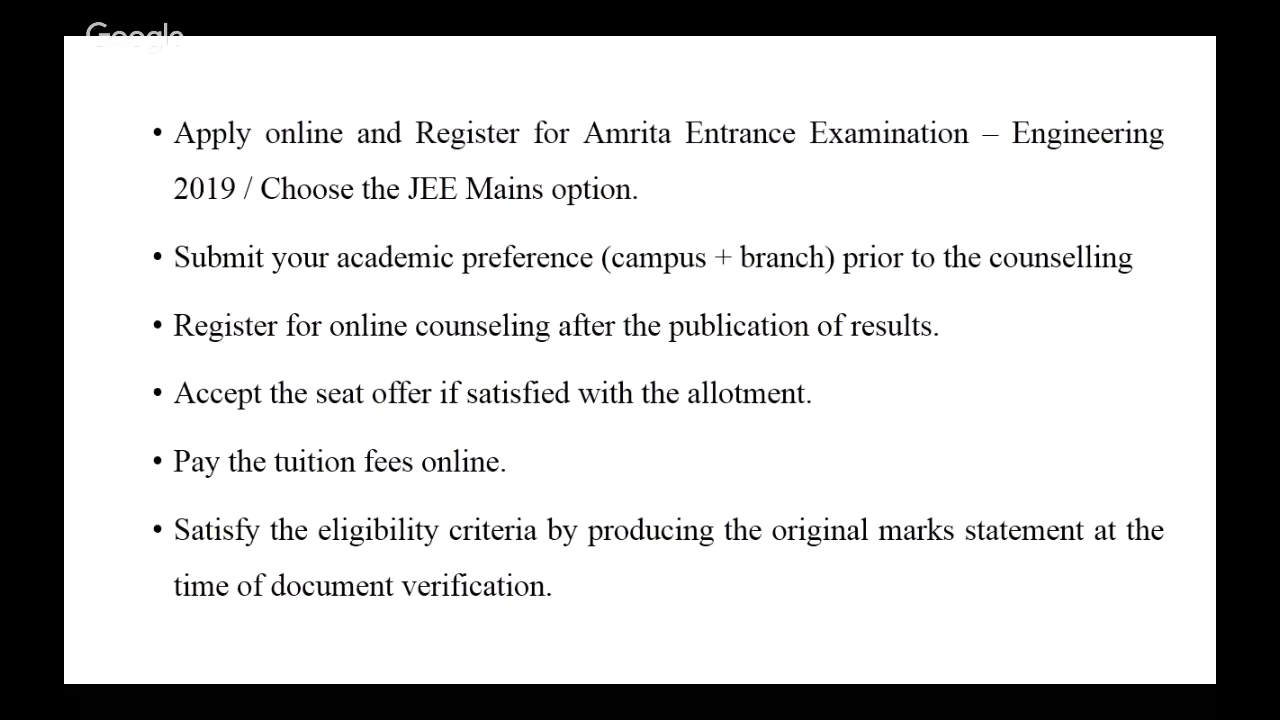 Google
• Apply online and Register for Amrita Entrance Examination – Engineering
2019 / Choose the JEE Mains option.
• Submit your academic preference (campus + branch) prior to the counselling
• Register for online counseling after the publication of results.
• Accept the seat offer if satisfied with the allotment.
• Pay the tuition fees online.
• Satisfy the eligibility criteria by producing the original marks statement at the
time of document verification.